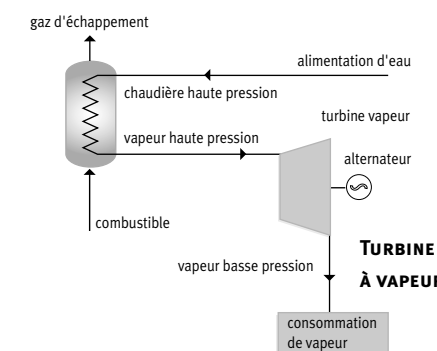 gaz d'échappement
alimentation d'eau
chaudière haute pression
turbine vapeur
vapeur haute pression
alternateur
combustible
TURBINE
À VAPEUR
vapeur basse pression
consommation
de vapeur